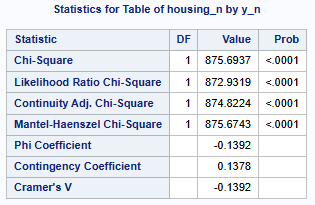 Statistics for Table of housing_n by y_n
Statistic DF Value Prob
Chi-Square 1 875.6937 <.0001
Likelihood Ratio Chi-Square 1 872.9319 <.0001
Continuity Adj. Chi-Square 1 874.8224 <.0001
Mantel-Haenszel Chi-Square 1 875.6743 <.0001
Phi Coefficient -0.1392
Contingency Coefficient 0.1378
Cramer's V -0.1392